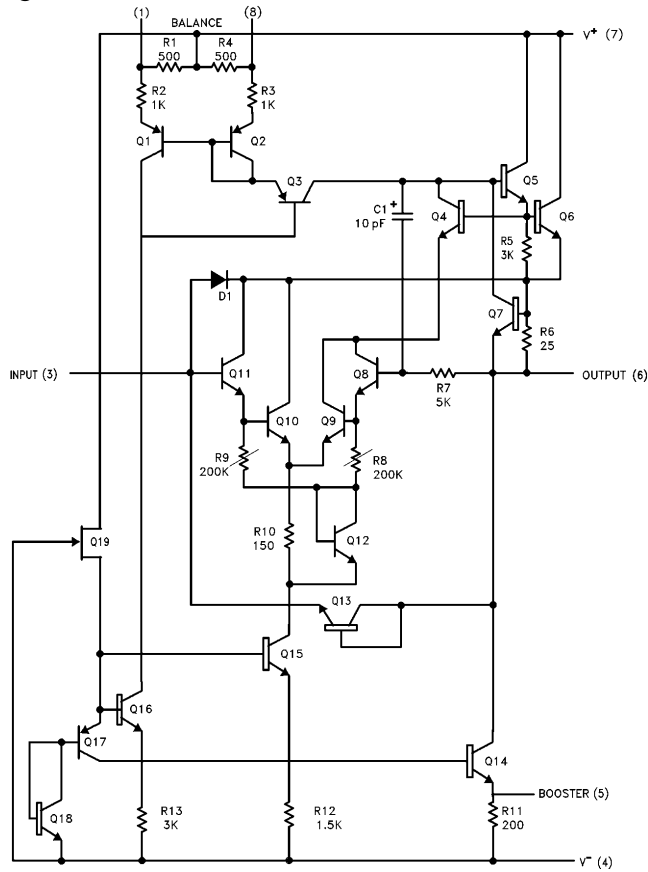 (1)
(8)
BALANCE
V+ (7)
R1
500
R4
500
R2
1K
R3
1K
Q1
Q2
Q3
Q5
C1
+
10 pF
Q4
Q6
R5
3K
D1
Q7
R6
25
INPUT (3)
Q11
Q8
R7
5K
OUTPUT (6)
Q10
Q9
R9
200K
R8
200K
Q19
R10
150
Q12
Q13
Q15
Q16
Q17
Q14
BOOSTER (5)
Q18
R13
3K
R12
1.5K
R11
200
V- (4)